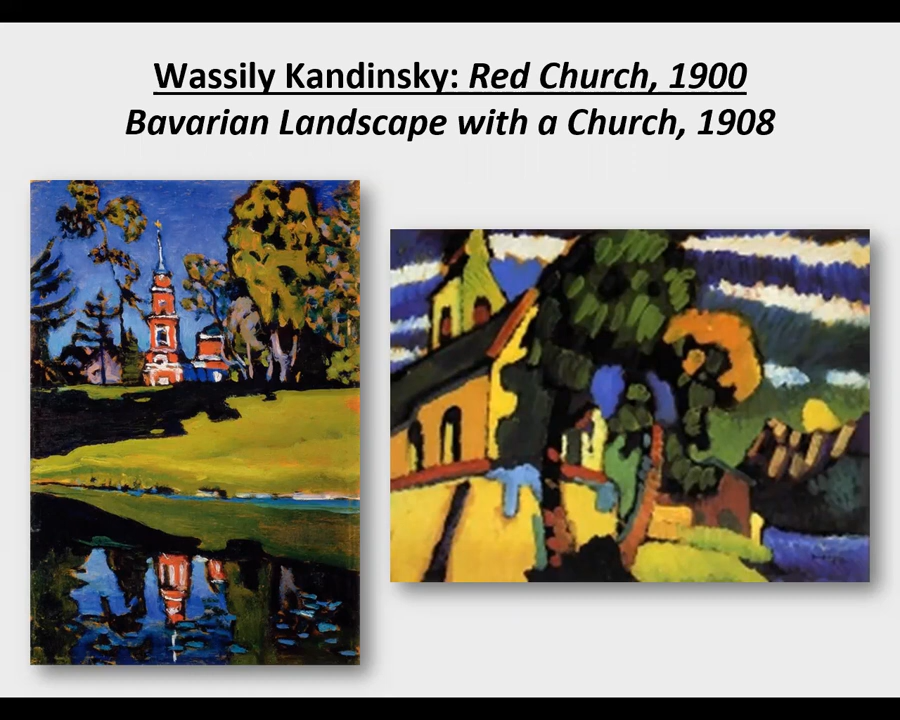 Wassily Kandinsky: Red Church, 1900
Bavarian Landscape with a Church, 1908